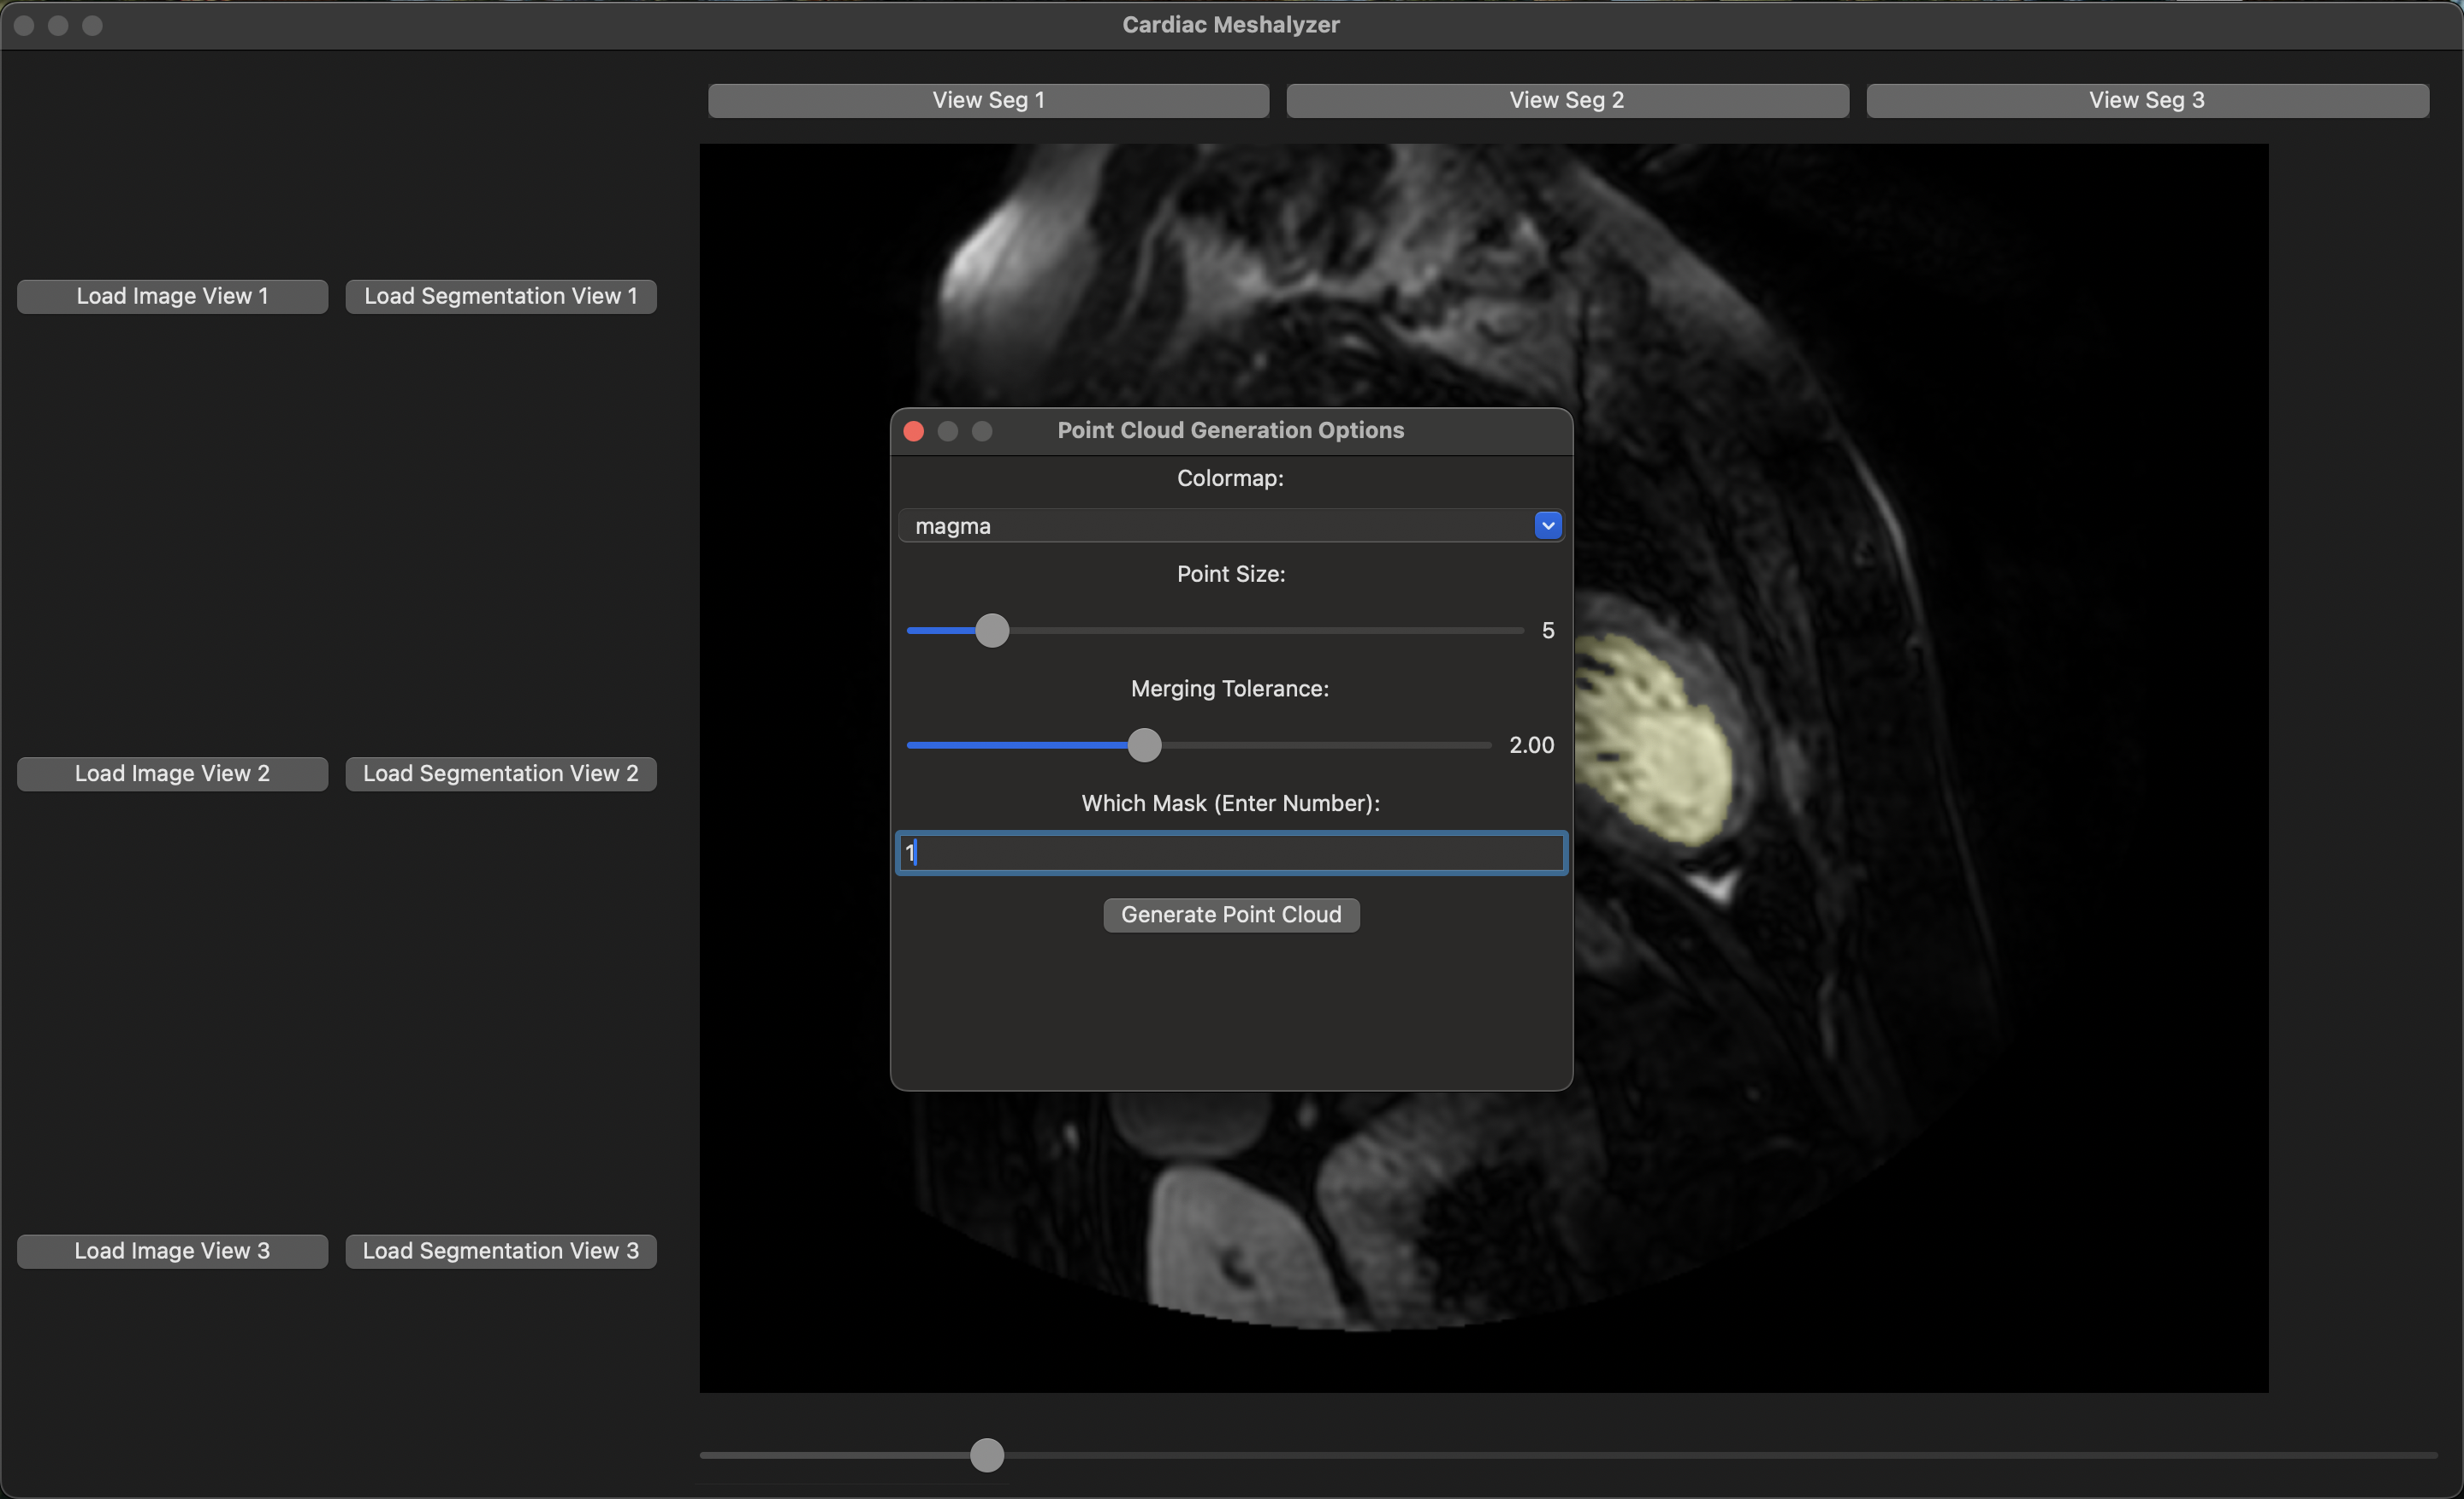 Cardiac Meshalyzer
View Seg 1
View Seg 2
View Seg 3
Load Image View 1
Load Segmentation View 1
Load Image View 2
Load Segmentation View 2
Load Image View 3
Load Segmentation View 3
Point Cloud Generation Options
Colormap:
magma
Point Size:
5
Merging Tolerance:
2.00
Which Mask (Enter Number):
1
Generate Point Cloud